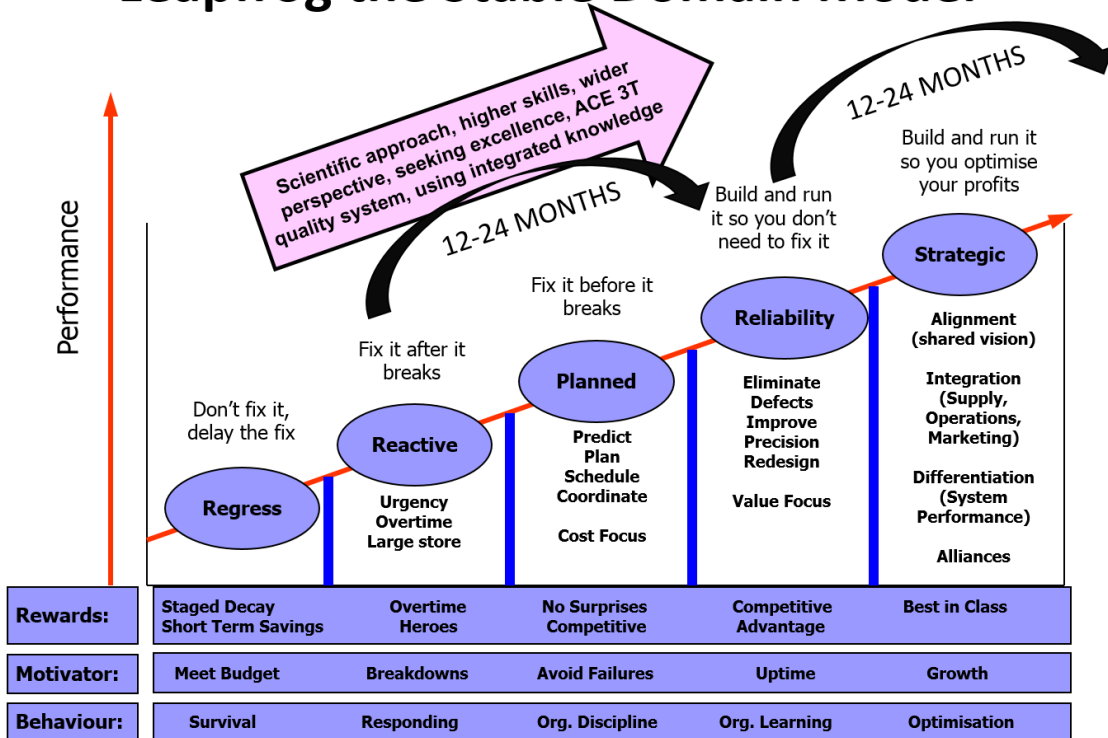 Leapfrog the Stable Domain Model
Performance
Scientific approach, higher skills, wider
perspective, seeking excellence, ACE 3T
quality system, using integrated knowledge
12-24 MONTHS
12-24 MONTHS
Don’t fix it,
delay the fix
Fix it after it
breaks
Fix it before it
breaks
Build and run
it so you don’t
need to fix it
Build and run it
so you optimise
your profits
Regress
Reactive
Planned
Reliability
Strategic
Urgency
Overtime
Large store
Predict
Plan
Schedule
Coordinate
Cost Focus
Eliminate
Defects
Improve
Precision
Redesign
Value Focus
Alignment
(shared vision)
Integration
(Supply,
Operations,
Marketing)
Differentiation
(System
Performance)
Alliances
Rewards:
Staged Decay
Short Term Savings
Overtime
Heroes
No Surprises
Competitive
Competitive
Advantage
Best in Class
Motivator:
Meet Budget
Breakdowns
Avoid Failures
Uptime
Growth
Behaviour:
Survival
Responding
Org. Discipline
Org. Learning
Optimisation